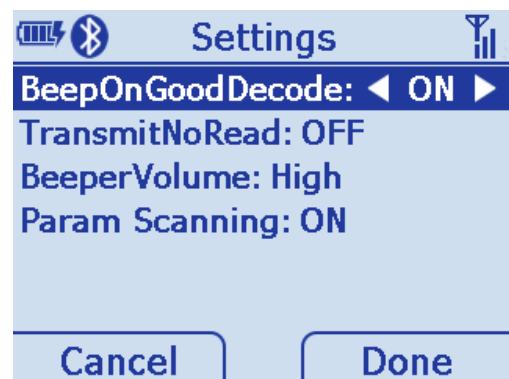 Settings
BeepOnGoodDecode: ◀ ON ▶
TransmitNoRead: OFF
BeeperVolume: High
Param Scanning: ON
Cancel Done